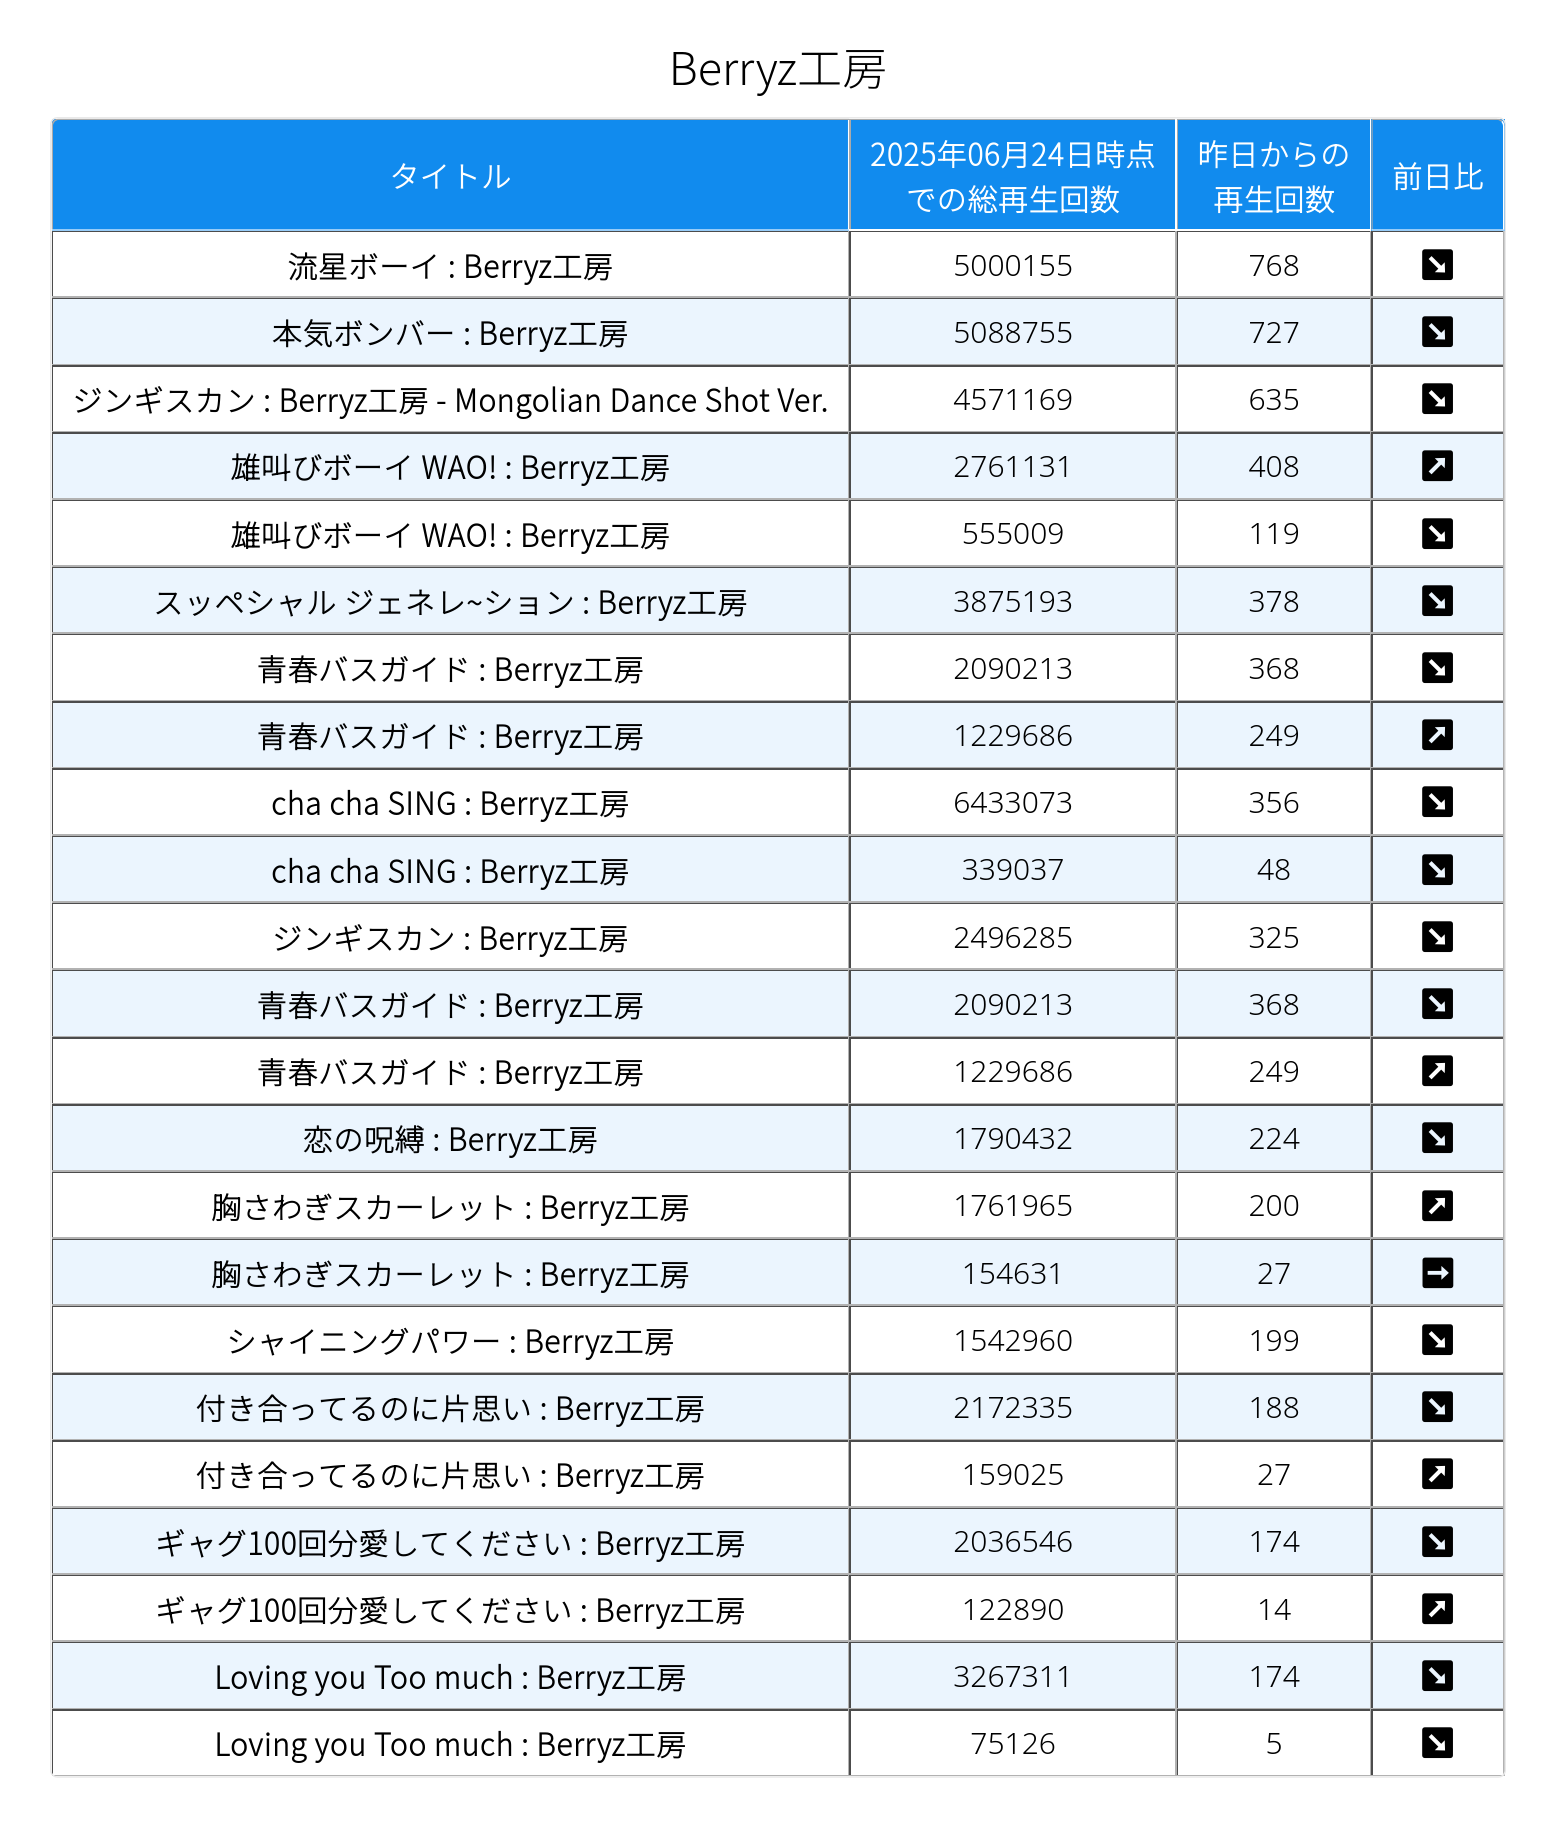 Berryz工房
タイトル 2025年06月24日時点での総再生回数 昨日からの再生回数 前日比
流星ボーイ : Berryz工房 5000155 768 ↘
本気ボンバー : Berryz工房 5088755 727 ↘
ジンギスカン : Berryz工房 - Mongolian Dance Shot Ver. 4571169 635 ↘
雄叫びボーイ WAO! : Berryz工房 2761131 408 ↗
雄叫びボーイ WAO! : Berryz工房 555009 119 ↘
スッペシャル ジェネレ~ション : Berryz工房 3875193 378 ↘
青春バスガイド : Berryz工房 2090213 368 ↘
青春バスガイド : Berryz工房 1229686 249 ↗
cha cha SING : Berryz工房 6433073 356 ↘
cha cha SING : Berryz工房 339037 48 ↘
ジンギスカン : Berryz工房 2496285 325 ↘
青春バスガイド : Berryz工房 2090213 368 ↘
青春バスガイド : Berryz工房 1229686 249 ↗
恋の呪縛 : Berryz工房 1790432 224 ↘
胸さわぎスカーレット : Berryz工房 1761965 200 ↗
胸さわぎスカーレット : Berryz工房 154631 27 →
シャイニングパワー : Berryz工房 1542960 199 ↘
付き合ってるのに片思い : Berryz工房 2172335 188 ↘
付き合ってるのに片思い : Berryz工房 159025 27 ↗
ギャグ100回分愛してください : Berryz工房 2036546 174 ↘
ギャグ100回分愛してください : Berryz工房 122890 14 ↗
Loving you Too much : Berryz工房 3267311 174 ↘
Loving you Too much : Berryz工房 75126 5 ↘